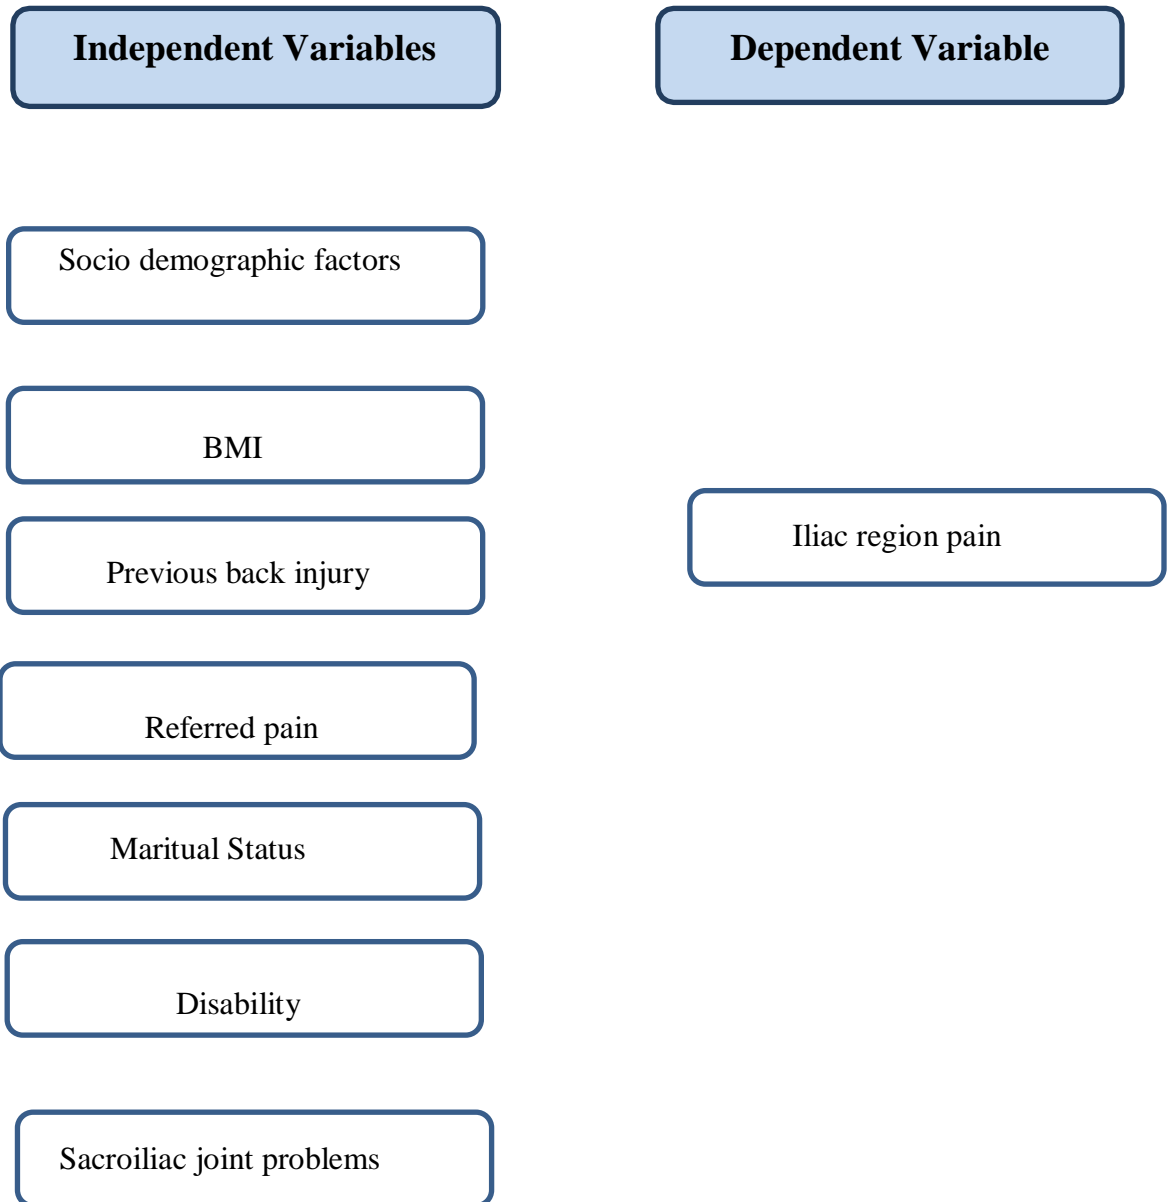 Independent Variables
Dependent Variable
Socio demographic factors
BMI
Previous back injury
Iliac region pain
Referred pain
Maritual Status
Disability
Sacroiliac joint problems